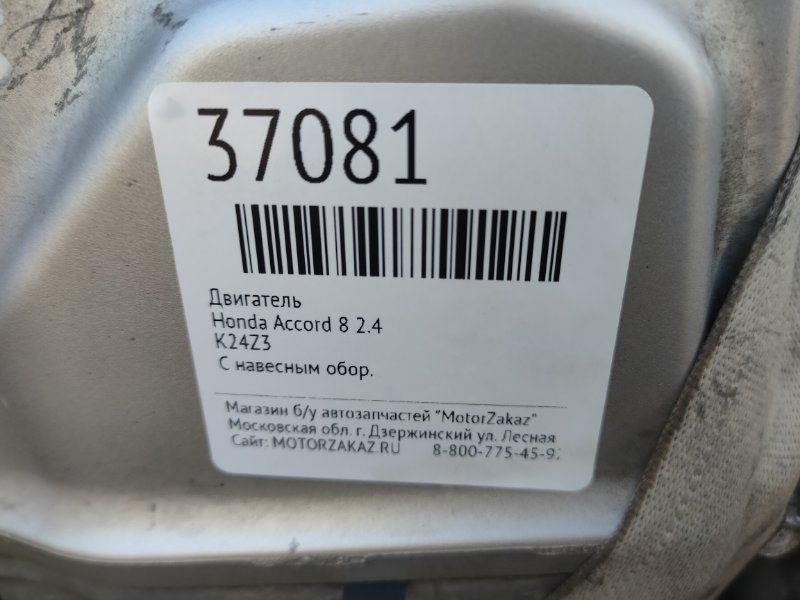 37081
Двигатель
Honda Accord 8 2.4
K24Z3
С навесным обор.
Магазин б/у автозапчастей "MotorZakaz"
Московская обл. г. Дзержинский ул. Лесная
Сайт: MOTORZAKAZ.RU 8-800-775-45-92